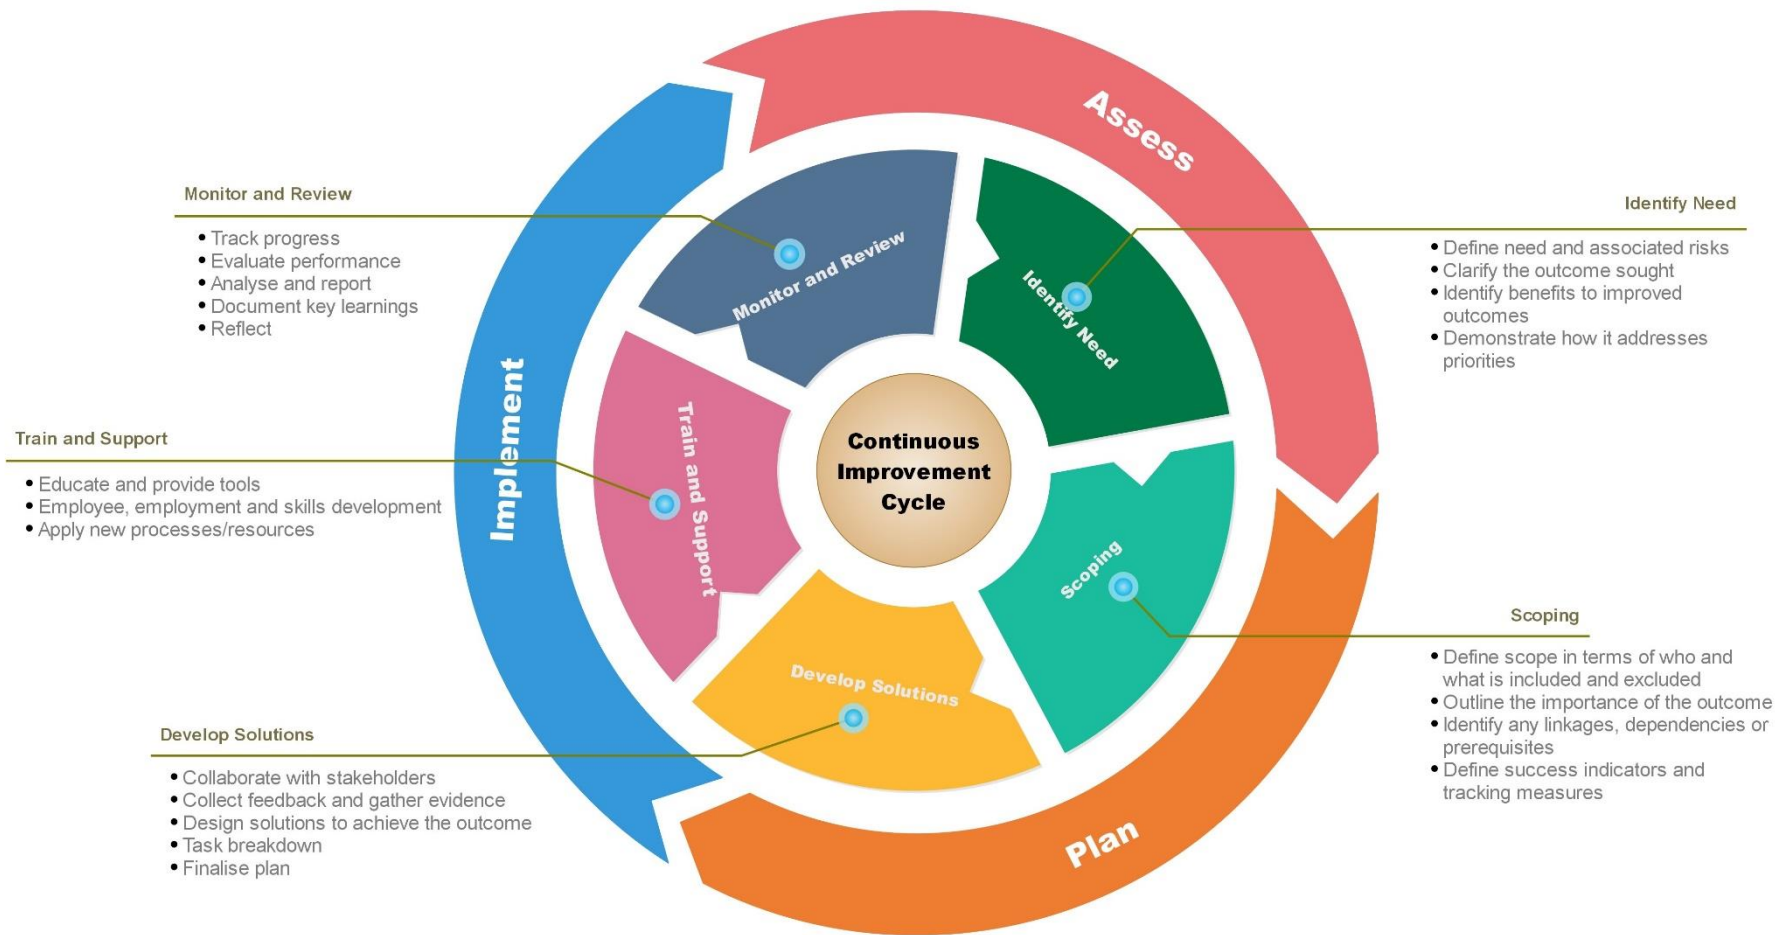 Assess
Implement
Plan
Continuous
Improvement
Cycle
Monitor and Review
Identify Need
Scoping
Develop Solutions
Train and Support
Monitor and Review
• Track progress
• Evaluate performance
• Analyse and report
• Document key learnings
• Reflect
Identify Need
• Define need and associated risks
• Clarify the outcome sought
• Identify benefits to improved
outcomes
• Demonstrate how it addresses
priorities
Train and Support
• Educate and provide tools
• Employee, employment and skills development
• Apply new processes/resources
Scoping
• Define scope in terms of who and
what is included and excluded
• Outline the importance of the outcome
• Identify any linkages, dependencies or
prerequisites
• Define success indicators and
tracking measures
Develop Solutions
• Collaborate with stakeholders
• Collect feedback and gather evidence
• Design solutions to achieve the outcome
• Task breakdown
• Finalise plan